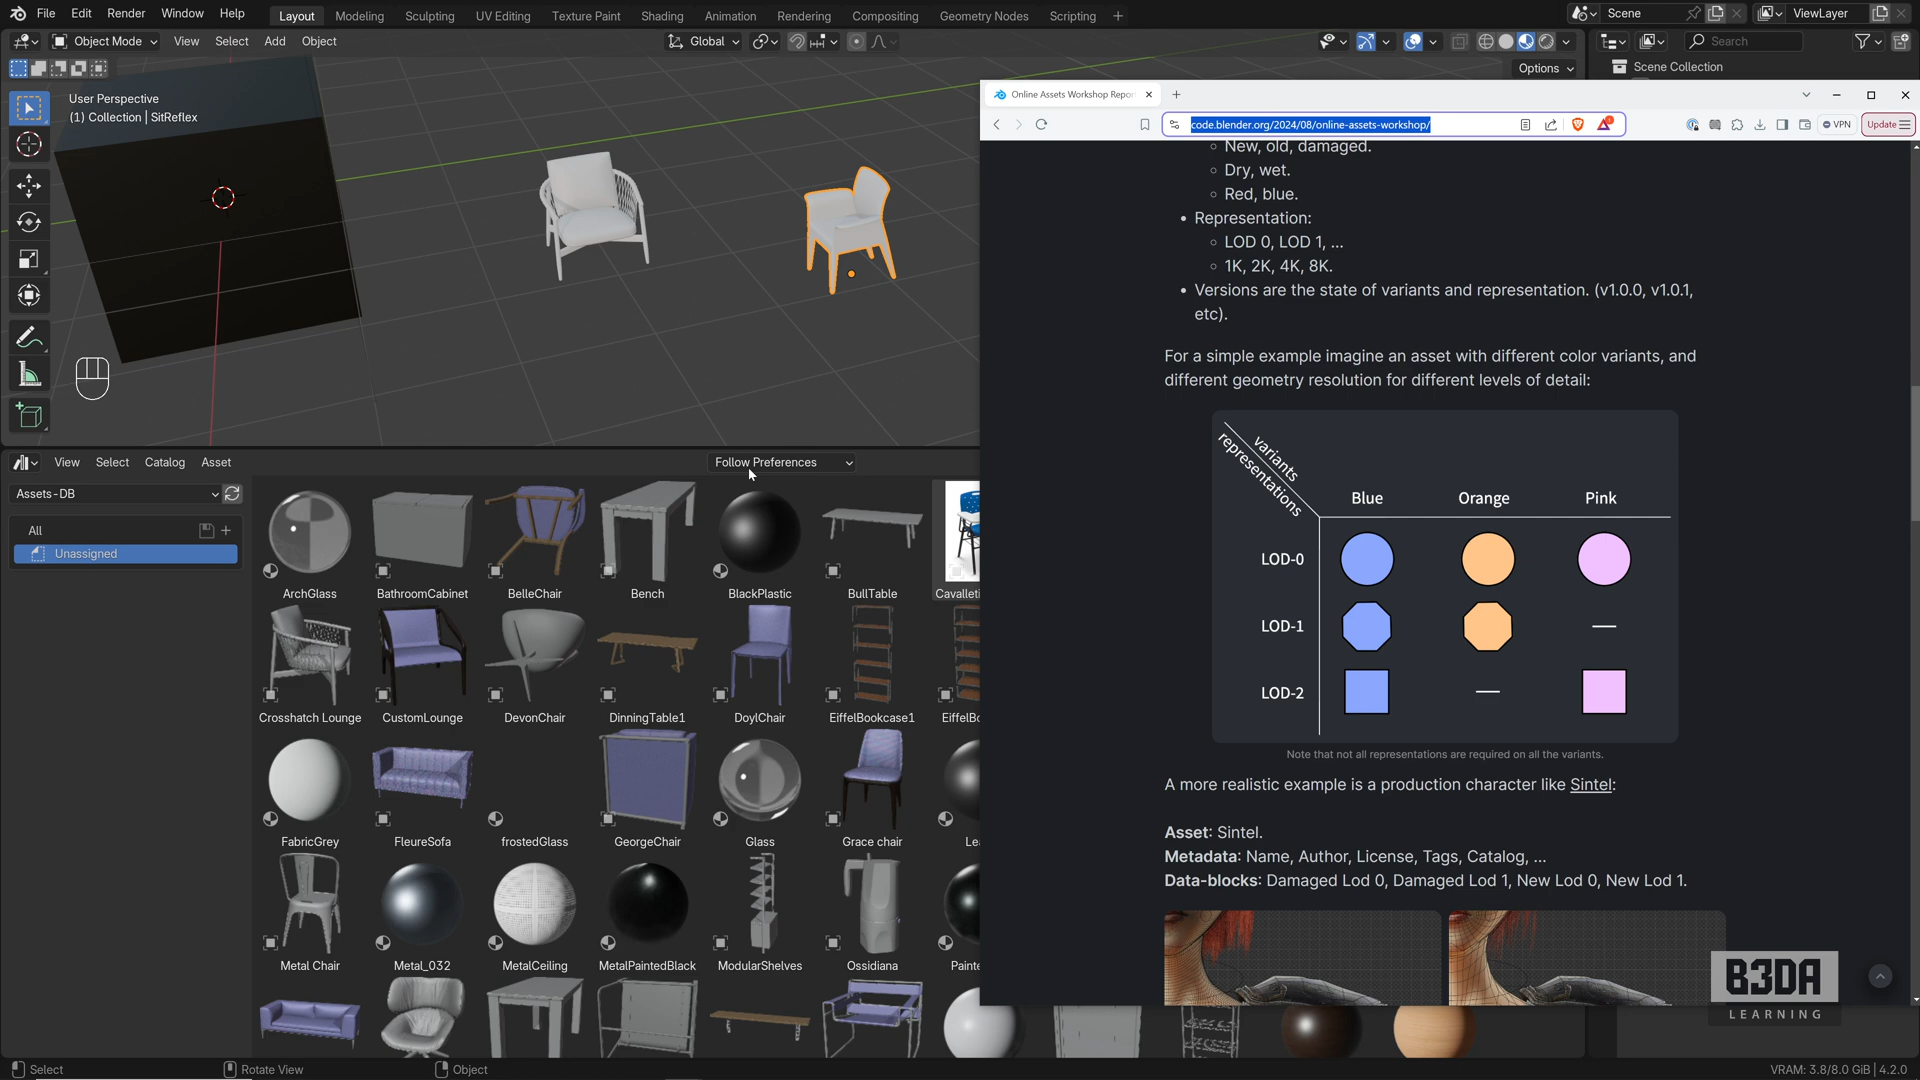 File Edit Render Window Help
Layout Modeling Sculpting UV Editing Texture Paint Shading Animation Rendering Compositing Geometry Nodes Scripting +
Scene
ViewLayer
Object Mode View Select Add Object
Global
Search
Options
Scene Collection
User Perspective
(1) Collection | SitReflex
Online Assets Workshop Repor
code.blender.org/2024/08/online-assets-workshop/
VPN
Update
New, old, damaged.
Dry, wet.
Red, blue.
Representation:
LOD 0, LOD 1, ...
1K, 2K, 4K, 8K.
Versions are the state of variants and representation. (v1.0.0, v1.0.1,
etc).
For a simple example imagine an asset with different color variants, and
different geometry resolution for different levels of detail:
variants
representations
Blue Orange Pink
LOD-0
LOD-1
LOD-2
Note that not all representations are required on all the variants.
A more realistic example is a production character like Sintel:
Asset: Sintel.
Metadata: Name, Author, License, Tags, Catalog, ...
Data-blocks: Damaged Lod 0, Damaged Lod 1, New Lod 0, New Lod 1.
B3DA
LEARNING
View Select Catalog Asset
Follow Preferences
Assets-DB
All
Unassigned
ArchGlass BathroomCabinet BelleChair Bench BlackPlastic BullTable Cavalleti
Crosshatch Lounge CustomLounge DevonChair DinningTable1 DoylChair EiffelBookcase1 EiffelBo
FabricGrey FleureSofa frostedGlass GeorgeChair Glass Grace chair Lea
Metal Chair Metal_032 MetalCeiling MetalPaintedBlack ModularShelves Ossidiana Painte
Select Rotate View Object
VRAM: 3.8/8.0 GiB | 4.2.0